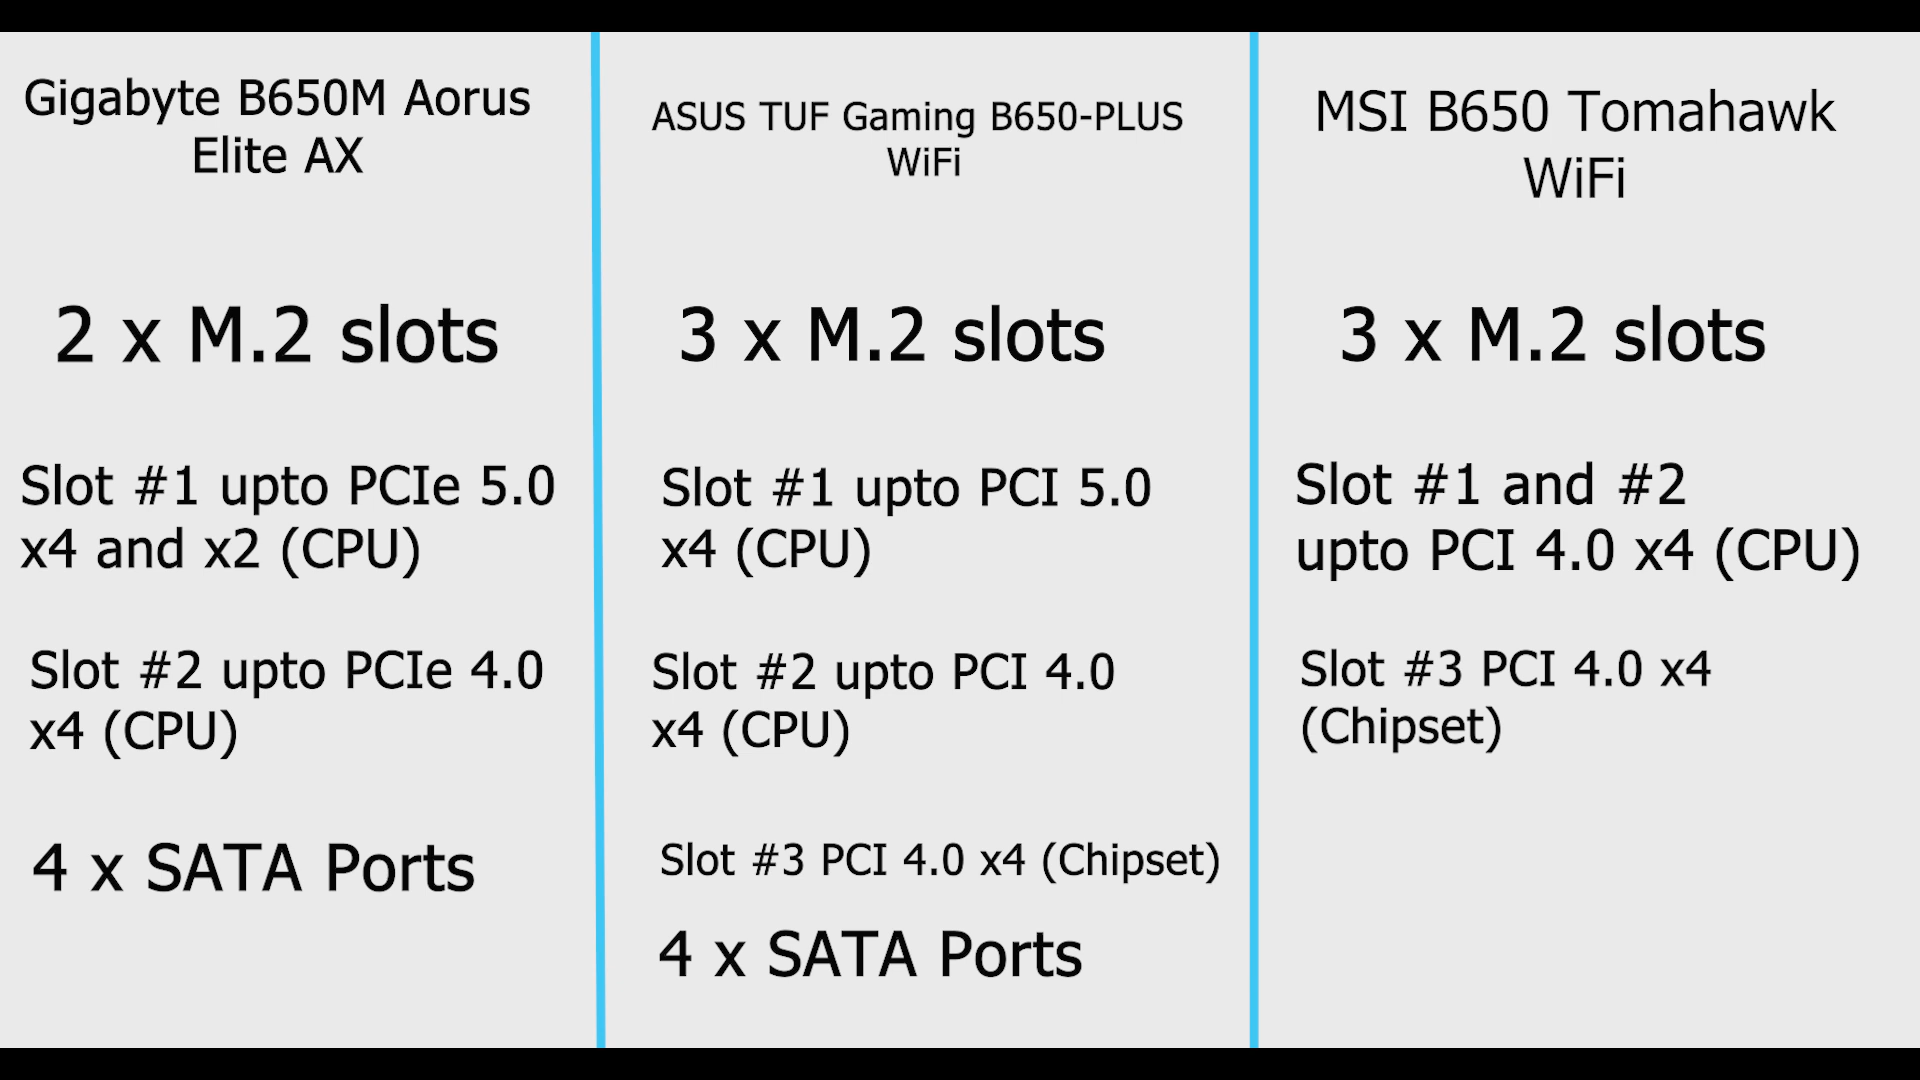 Gigabyte B650M Aorus
Elite AX
2 x M.2 slots
Slot #1 upto PCIe 5.0
x4 and x2 (CPU)
Slot #2 upto PCIe 4.0
x4 (CPU)
4 x SATA Ports
ASUS TUF Gaming B650-PLUS
WiFi
3 x M.2 slots
Slot #1 upto PCI 5.0
x4 (CPU)
Slot #2 upto PCI 4.0
x4 (CPU)
Slot #3 PCI 4.0 x4 (Chipset)
4 x SATA Ports
MSI B650 Tomahawk
WiFi
3 x M.2 slots
Slot #1 and #2
upto PCI 4.0 x4 (CPU)
Slot #3 PCI 4.0 x4
(Chipset)